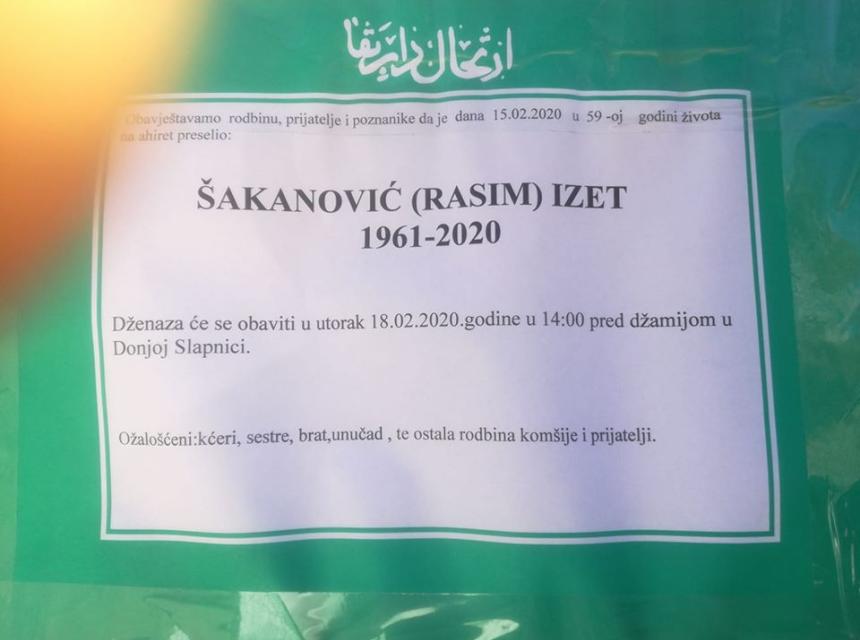 ارتحال دار بقا
Obavještavamo rodbinu, prijatelje i poznanike da je dana 15.02.2020 u 59 -oj godini života
na ahiret preselio:
ŠAKANOVIĆ (RASIM) IZET
1961-2020
Dženaza će se obaviti u utorak 18.02.2020.godine u 14:00 pred džamijom u
Donjoj Slapnici.
Ožalošćeni:kćeri, sestre, brat,unučad , te ostala rodbina komšije i prijatelji.